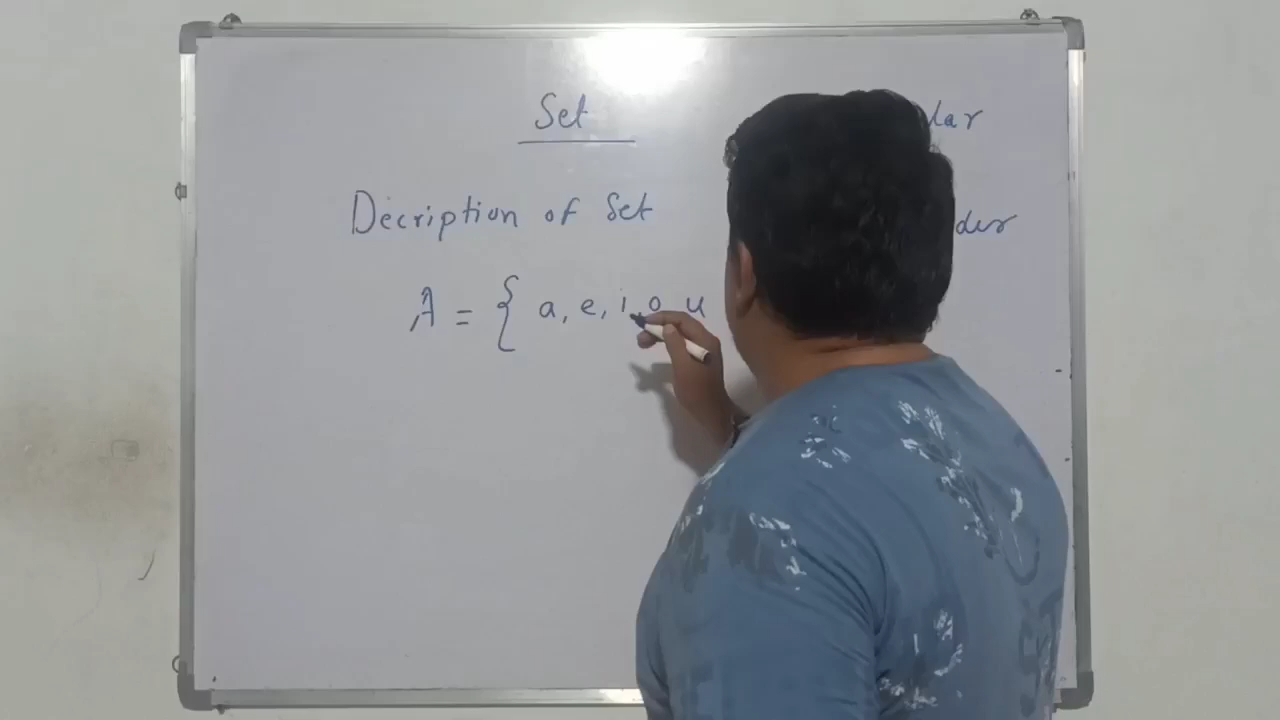 Set
Decription of Set
A = { a, e, i, o u